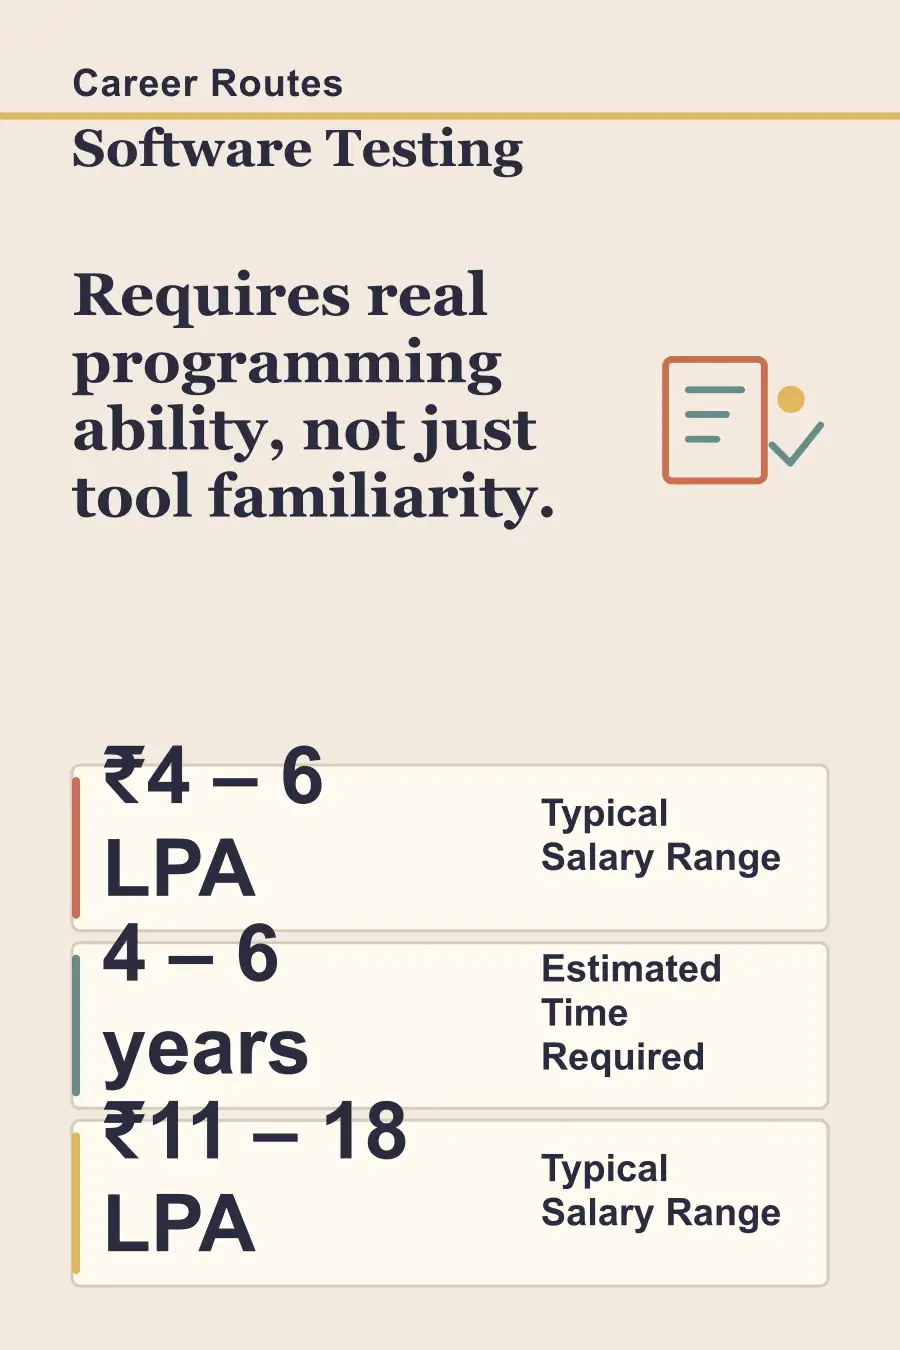 Career Routes
Software Testing
Requires real
programming
ability, not just
tool familiarity.
₹4 – 6
LPA
Typical
Salary Range
4 – 6
years
Estimated
Time
Required
₹11 – 18
LPA
Typical
Salary Range